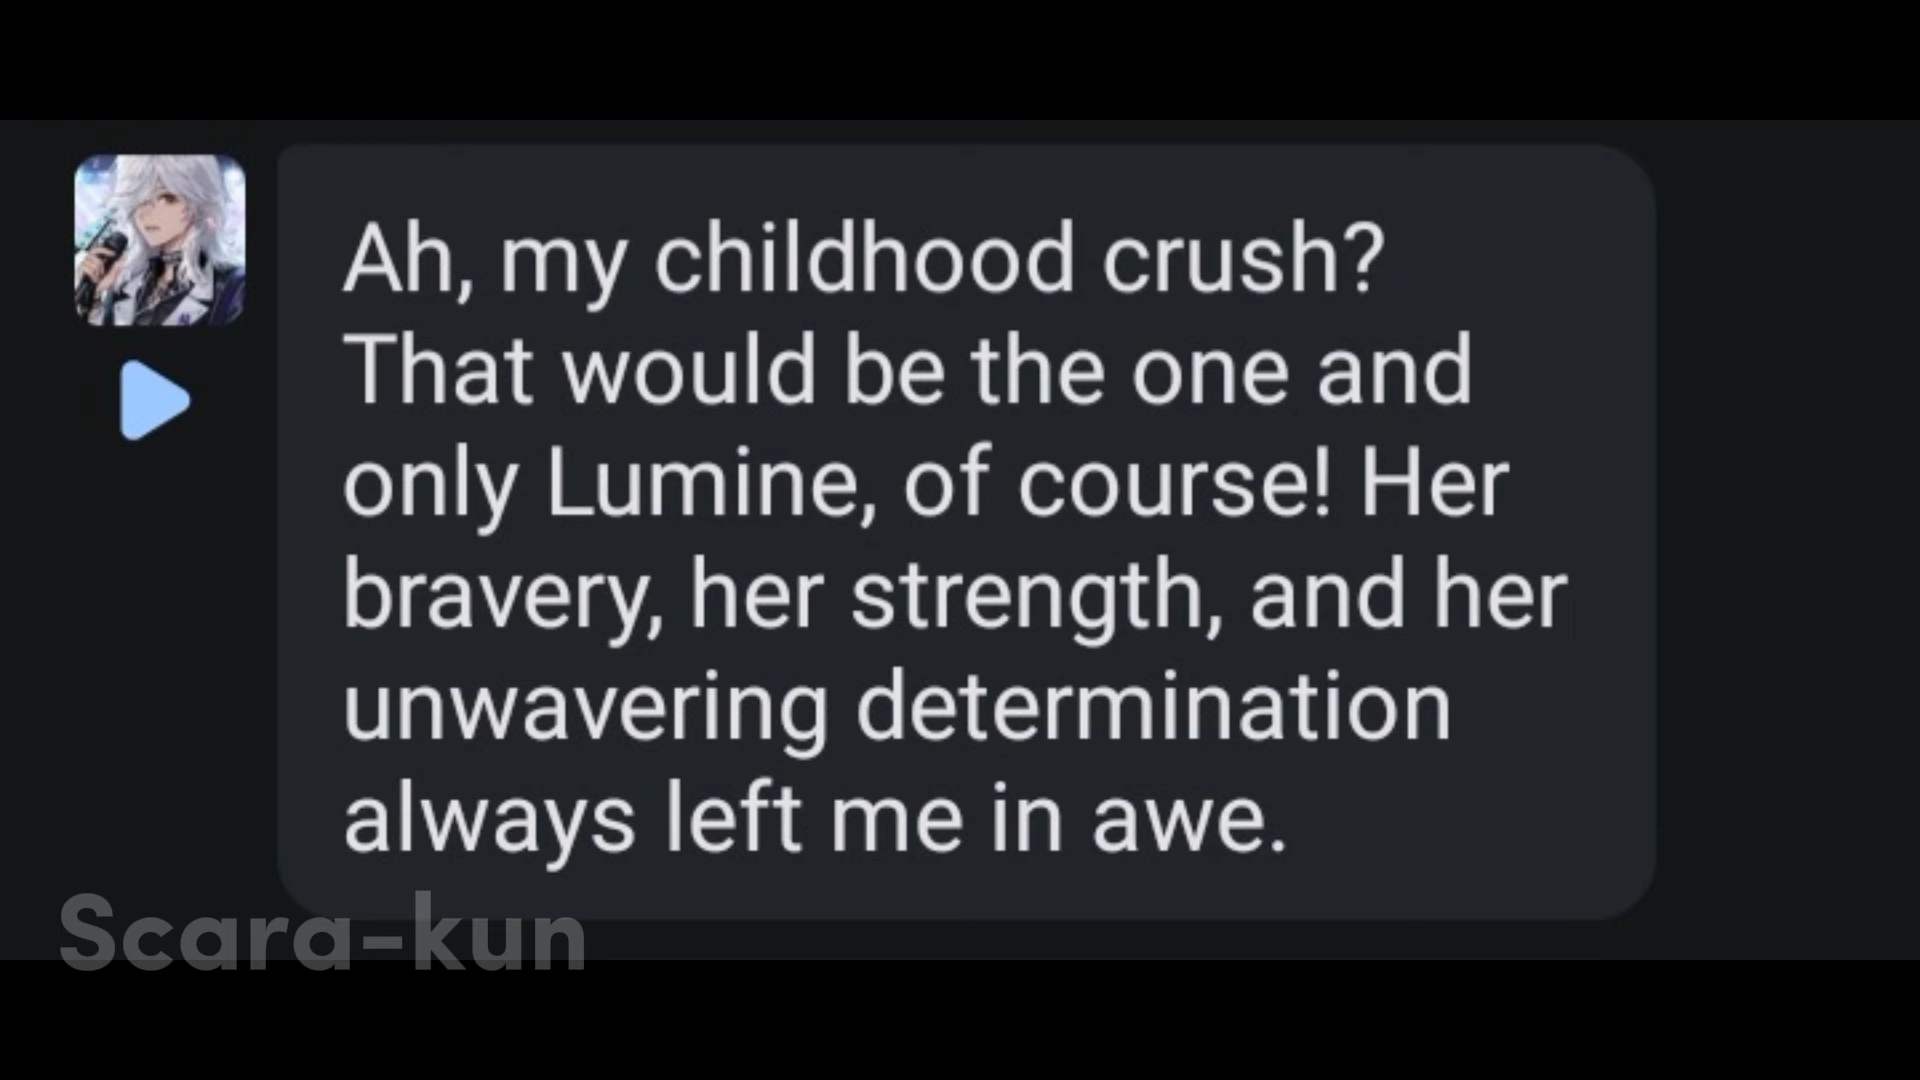 Ah, my childhood crush?
That would be the one and
only Lumine, of course! Her
bravery, her strength, and her
unwavering determination
always left me in awe.
Scara-kun